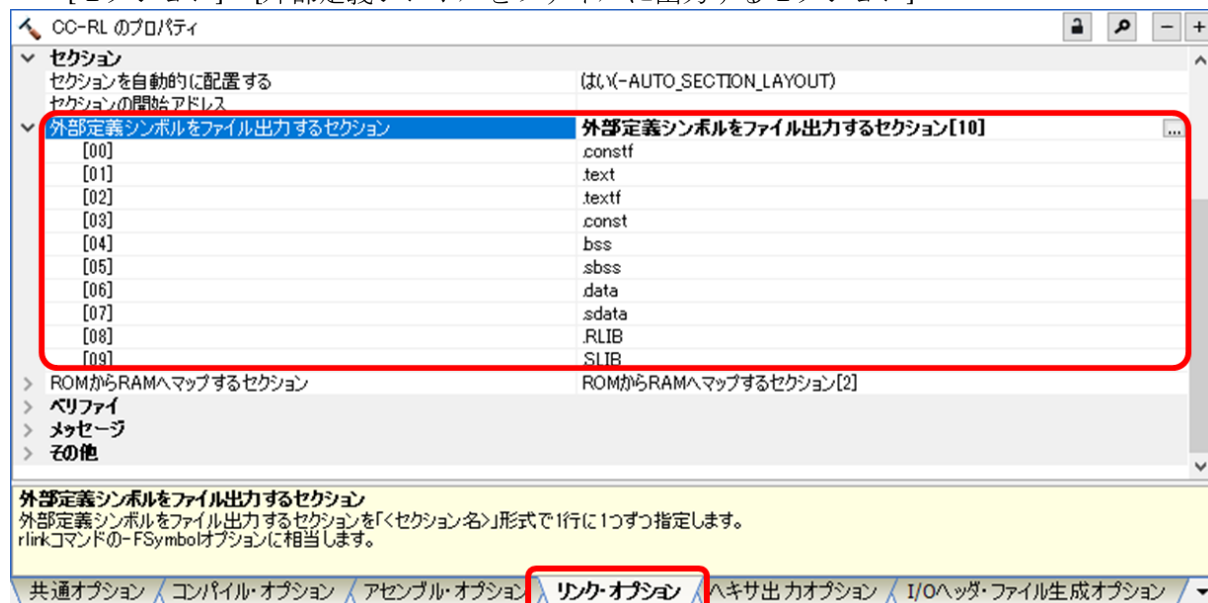 CC-RL のプロパティ
セクション
セクションを自動的に配置する はい(-AUTO_SECTION_LAYOUT)
セクションの開始アドレス
外部定義シンボルをファイル出力するセクション 外部定義シンボルをファイル出力するセクション[10] ...
[00] .constf
[01] .text
[02] .textf
[03] .const
[04] .bss
[05] .sbss
[06] .data
[07] .sdata
[08] .RLIB
[09] .SLIB
ROMからRAMへマップするセクション ROMからRAMへマップするセクション[2]
ベリファイ
メッセージ
その他
外部定義シンボルをファイル出力するセクション
外部定義シンボルをファイル出力するセクションを「<セクション名>」形式で1行に1つずつ指定します。
rlinkコマンドの-FSymbolオプションに相当します。
共通オプション コンパイル・オプション アセンブル・オプション リンク・オプション ヘキサ出力オプション I/Oヘッダ・ファイル生成オプション